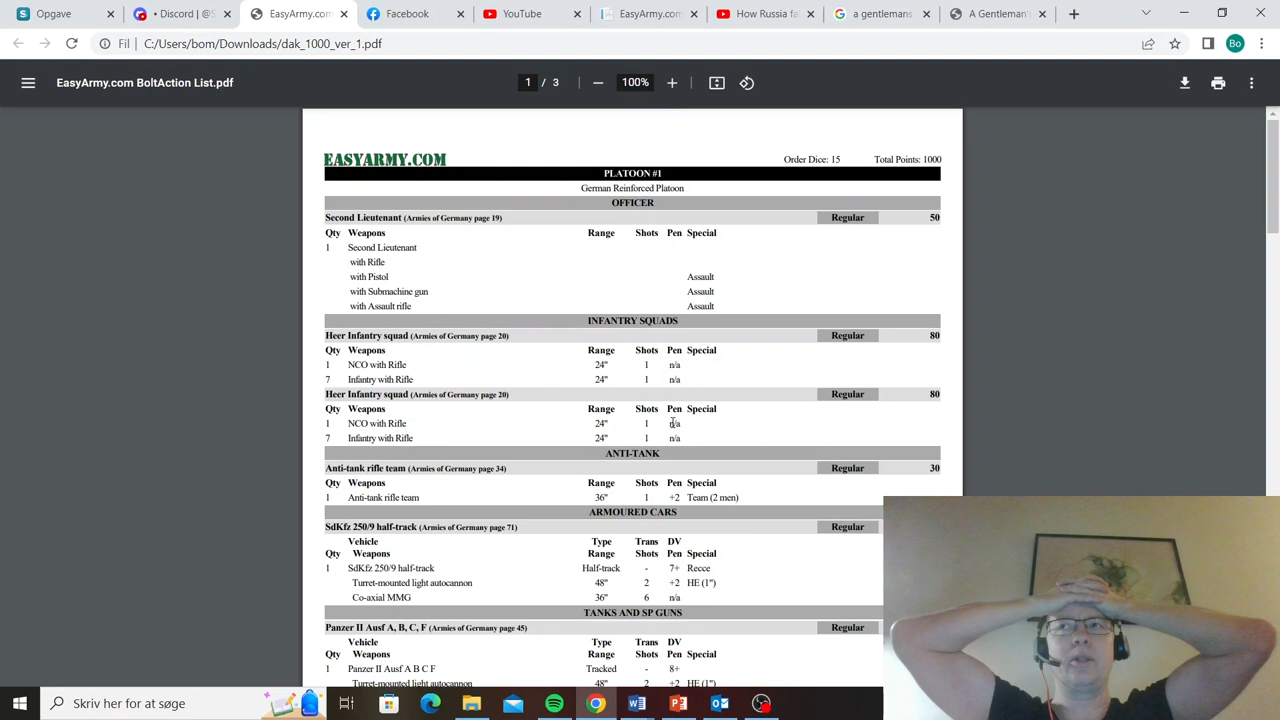 Opgave
Discord | @S
EasyArmy.com
Facebook
YouTube
EasyArmy.com
How Russia fa
a gentlemans
A Gentleman's
Fil
C:/Users/bom/Downloads/dak_1000_ver_1.pdf
Bo
EasyArmy.com BoltAction List.pdf
1 / 3
100%
EASYARMY.COM
Order Dice: 15 Total Points: 1000
PLATOON #1
German Reinforced Platoon
OFFICER
Second Lieutenant (Armies of Germany page 19) Regular 50
Qty Weapons Range Shots Pen Special
1 Second Lieutenant
with Rifle
with Pistol Assault
with Submachine gun Assault
with Assault rifle Assault
INFANTRY SQUADS
Heer Infantry squad (Armies of Germany page 20) Regular 80
Qty Weapons Range Shots Pen Special
1 NCO with Rifle 24" 1 n/a
7 Infantry with Rifle 24" 1 n/a
Heer Infantry squad (Armies of Germany page 20) Regular 80
Qty Weapons Range Shots Pen Special
1 NCO with Rifle 24" 1 n/a
7 Infantry with Rifle 24" 1 n/a
ANTI-TANK
Anti-tank rifle team (Armies of Germany page 34) Regular 30
Qty Weapons Range Shots Pen Special
1 Anti-tank rifle team 36" 1 +2 Team (2 men)
ARMOURED CARS
SdKfz 250/9 half-track (Armies of Germany page 71) Regular
Vehicle Type Trans DV
Qty Weapons Range Shots Pen Special
1 SdKfz 250/9 half-track Half-track - 7+ Recce
Turret-mounted light autocannon 48" 2 +2 HE (1")
Co-axial MMG 36" 6 n/a
TANKS AND SP GUNS
Panzer II Ausf A, B, C, F (Armies of Germany page 45) Regular
Vehicle Type Trans DV
Qty Weapons Range Shots Pen Special
1 Panzer II Ausf A B C F Tracked - 8+
Turret-mounted light autocannon 48" 2 +2 HE (1")
Skriv her for at søge